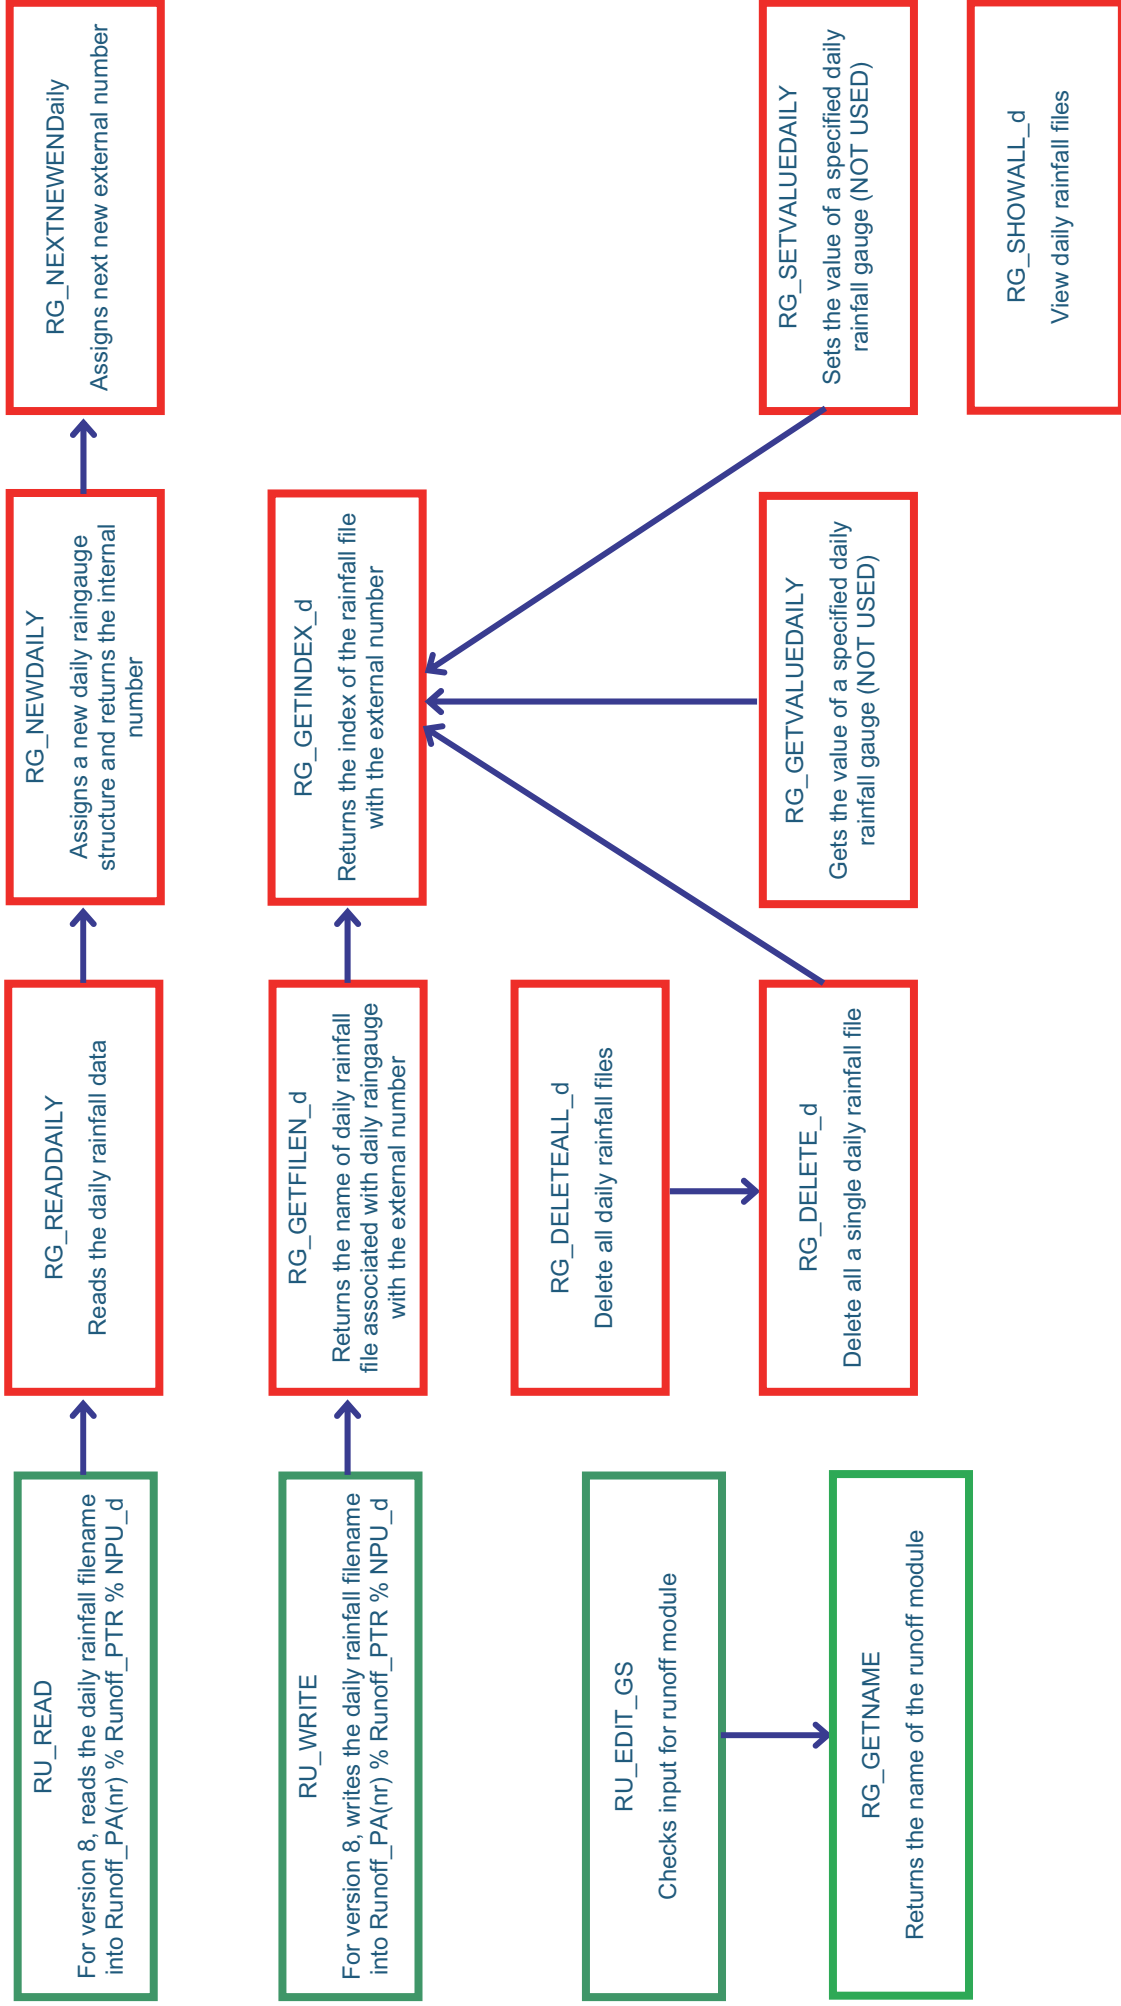 RU_READ
For version 8, reads the daily rainfall filename
into Runoff_PA(nr) % Runoff_PTR % NPU_d
RG_READDAILY
Reads the daily rainfall data
RG_NEWDAILY
Assigns a new daily raingauge
structure and returns the internal
number
RG_NEXTNEWENDaily
Assigns next new external number
RU_WRITE
For version 8, writes the daily rainfall filename
into Runoff_PA(nr) % Runoff_PTR % NPU_d
RG_GETFILEN_d
Returns the name of daily rainfall
file associated with daily raingauge
with the external number
RG_GETINDEX_d
Returns the index of the rainfall file
with the external number
RU_EDIT_GS
Checks input for runoff module
RG_DELETEALL_d
Delete all daily rainfall files
RG_GETNAME
Returns the name of the runoff module
RG_DELETE_d
Delete all a single daily rainfall file
RG_GETVALUEDAILY
Gets the value of a specified daily
rainfall gauge (NOT USED)
RG_SETVALUEDAILY
Sets the value of a specified daily
rainfall gauge (NOT USED)
RG_SHOWALL_d
View daily rainfall files